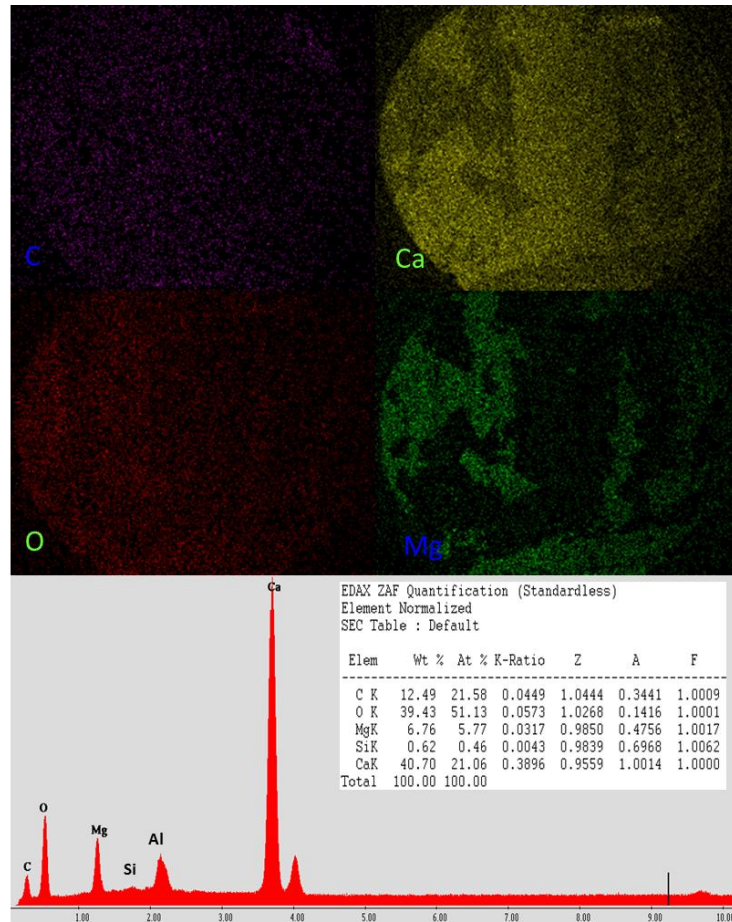 C
Ca
O
Mg
EDAX ZAF Quantification (Standardless)
Element Normalized
SEC Table : Default
Elem Wt % At % K-Ratio Z A F
C K 12.49 21.58 0.0449 1.0444 0.3441 1.0009
O K 39.43 51.13 0.0573 1.0268 0.1416 1.0001
MgK 6.76 5.77 0.0317 0.9850 0.4756 1.0017
SiK 0.62 0.46 0.0043 0.9839 0.6968 1.0062
CaK 40.70 21.06 0.3896 0.9559 1.0014 1.0000
Total 100.00 100.00
Ca
O
C
Mg
Si
Al
1.00 2.00 3.00 4.00 5.00 6.00 7.00 8.00 9.00 10.0